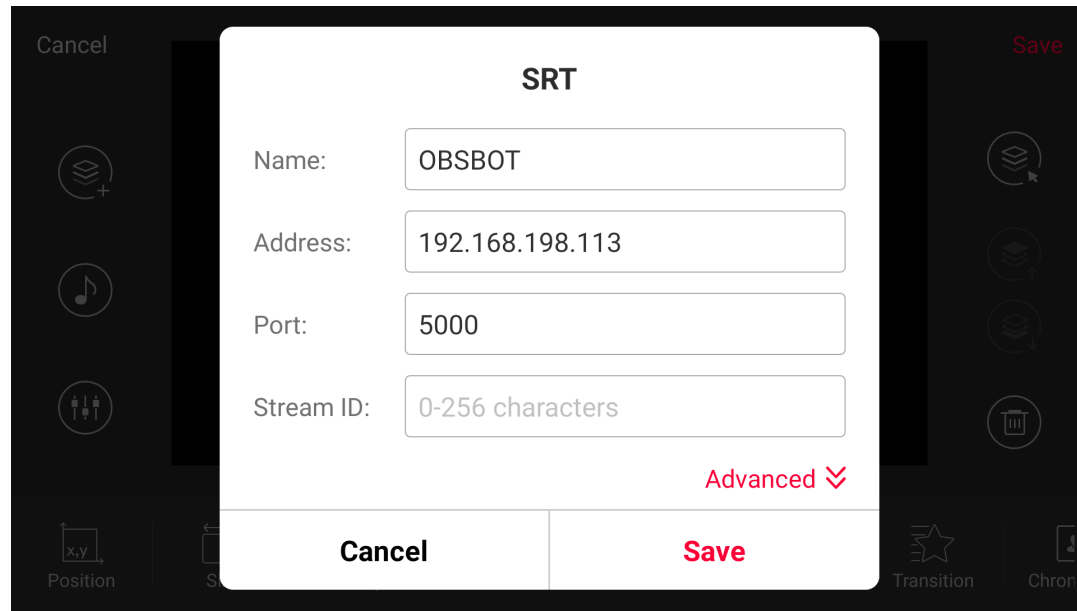 Cancel
Save
SRT
Name: OBSBOT
Address: 192.168.198.113
Port: 5000
Stream ID: 0-256 characters
Advanced
Cancel Save
x,y
Position
Transition